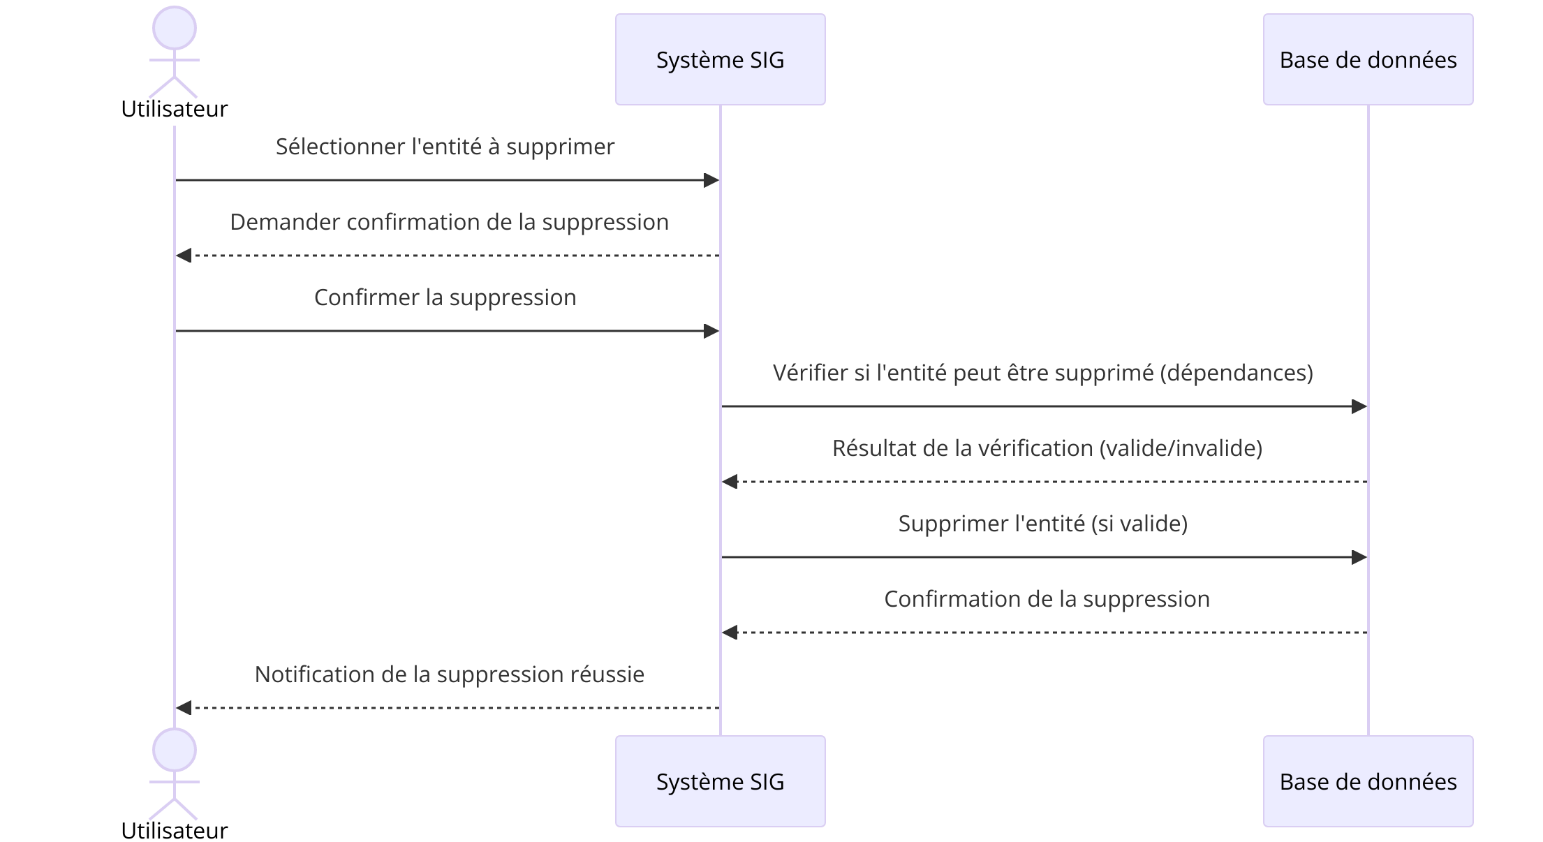 Utilisateur
Système SIG
Base de données
Sélectionner l'entité à supprimer
Demander confirmation de la suppression
Confirmer la suppression
Vérifier si l'entité peut être supprimé (dépendances)
Résultat de la vérification (valide/invalide)
Supprimer l'entité (si valide)
Confirmation de la suppression
Notification de la suppression réussie
Utilisateur
Système SIG
Base de données